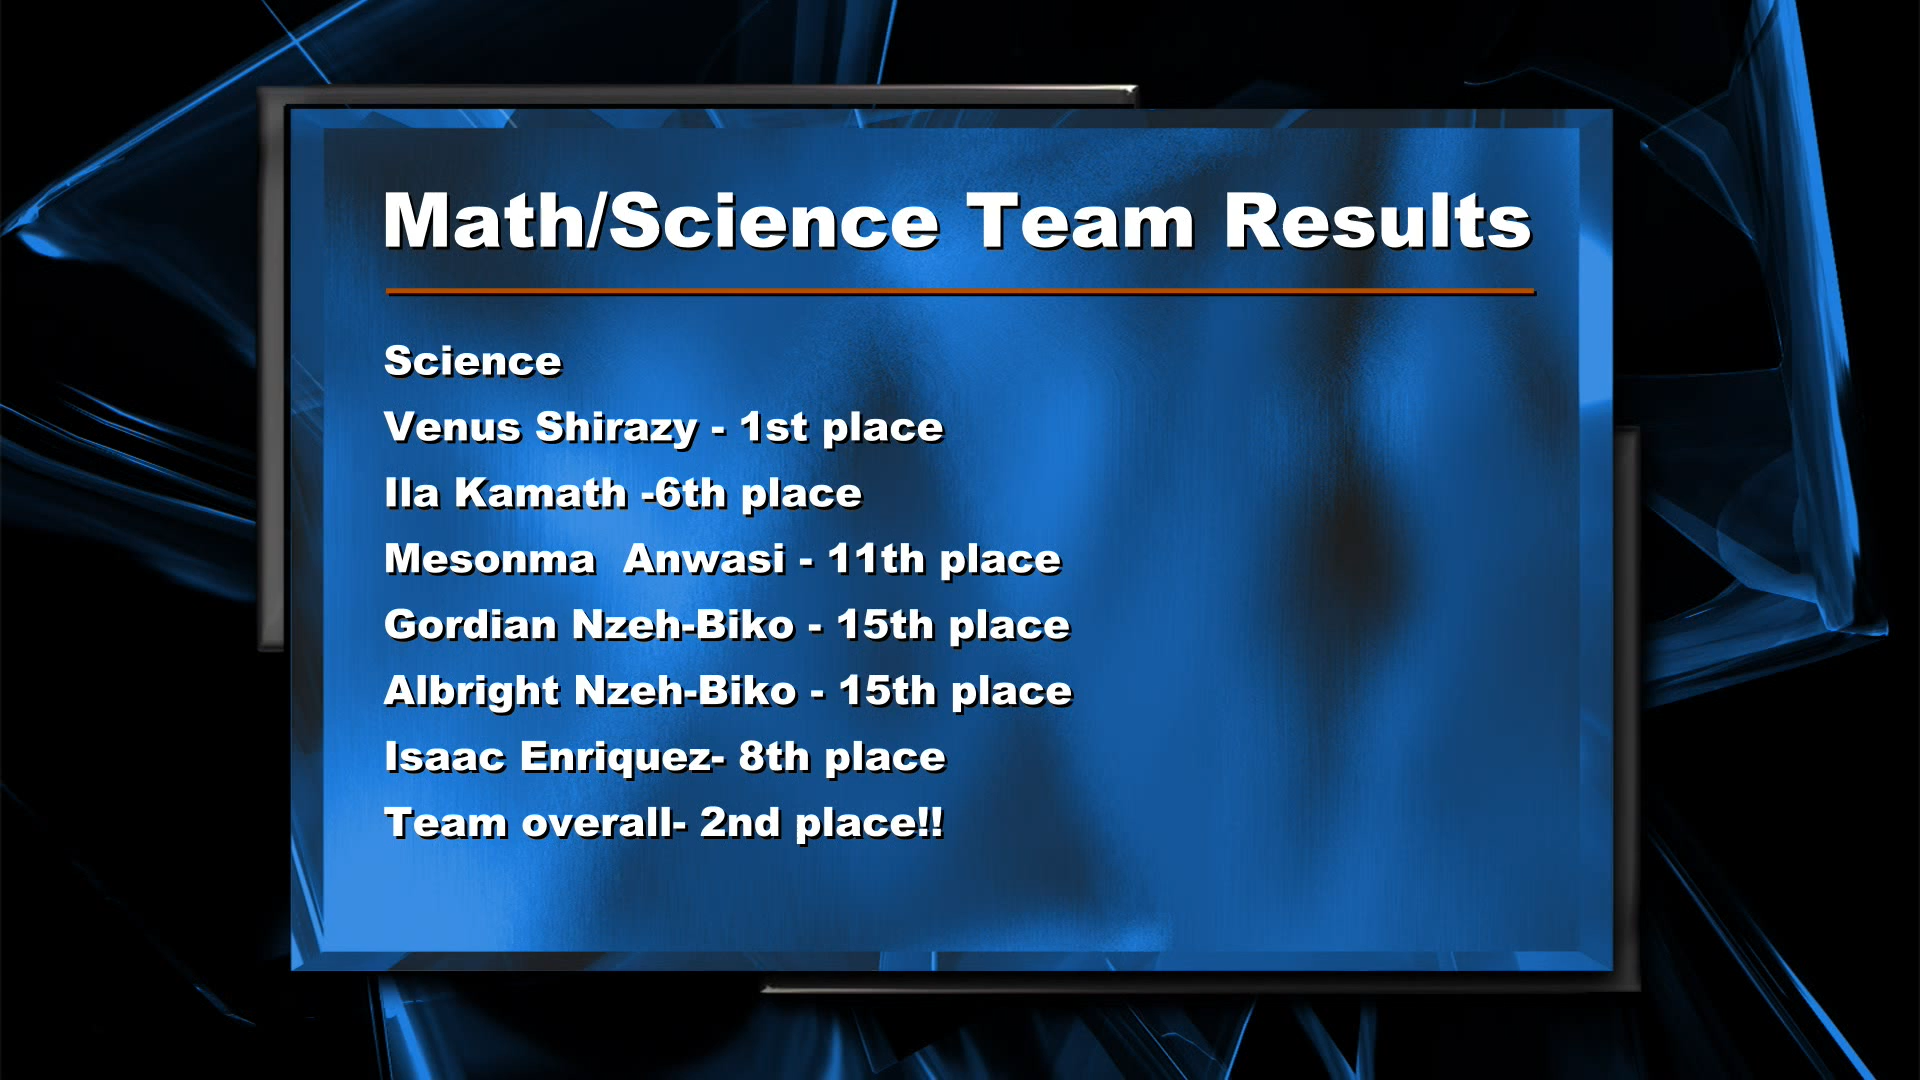 Math/Science Team Results
Science
Venus Shirazy - 1st place
Ila Kamath -6th place
Mesonma  Anwasi - 11th place
Gordian Nzeh-Biko - 15th place
Albright Nzeh-Biko - 15th place
Isaac Enriquez- 8th place
Team overall- 2nd place!!